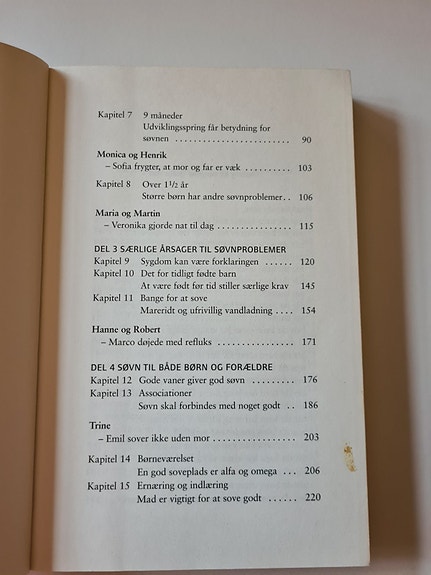 Kapitel 7 9 måneder
Udviklingsspring får betydning for
søvnen ........................ 90
Monica og Henrik
– Sofia frygter, at mor og far er væk ..... 103
Kapitel 8 Over 1 1/2 år
Større børn har andre søvnproblemer.. 106
Maria og Martin
– Veronika gjorde nat til dag ............... 115
DEL 3 SÆRLIGE ÅRSAGER TIL SØVNPROBLEMER
Kapitel 9 Sygdom kan være forklaringen ...... 120
Kapitel 10 Det for tidligt fødte barn
At være født før tid stiller særlige krav 145
Kapitel 11 Bange for at sove
Mareridt og ufrivillig vandladning .... 154
Hanne og Robert
– Marco døjede med refluks ............... 171
DEL 4 SØVN TIL BÅDE BØRN OG FORÆLDRE
Kapitel 12 Gode vaner giver god søvn ......... 176
Kapitel 13 Associationer
Søvn skal forbindes med noget godt .. 186
Trine
– Emil sover ikke uden mor ................. 203
Kapitel 14 Børneværelset
En god soveplads er alfa og omega ... 206
Kapitel 15 Ernæring og indlæring
Mad er vigtigt for at sove godt ...... 220